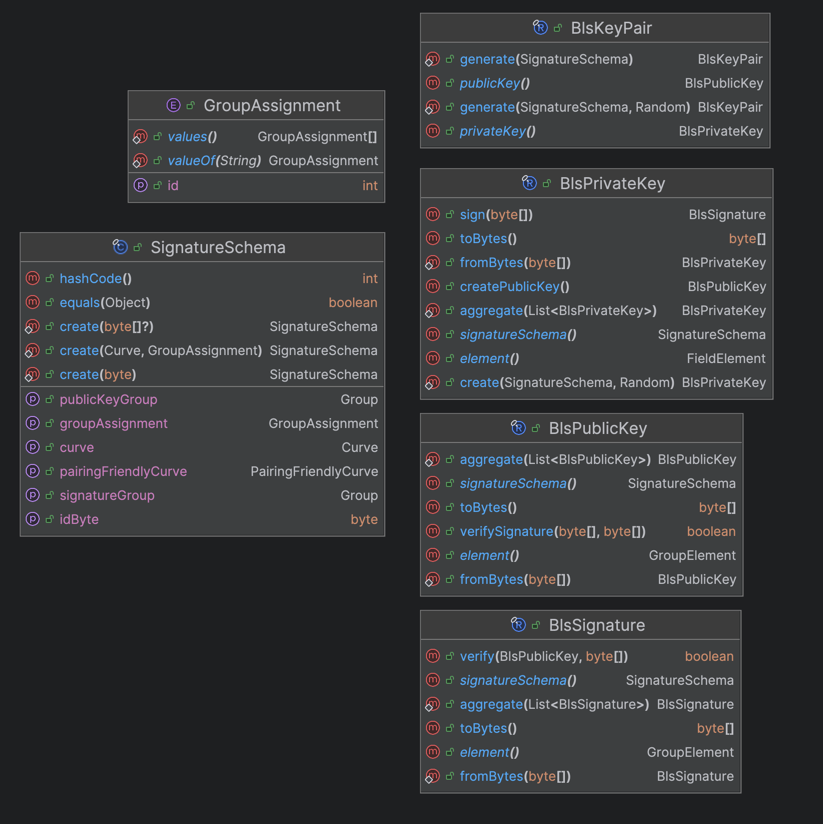 BlsKeyPair
generate(SignatureSchema) BlsKeyPair
publicKey() BlsPublicKey
generate(SignatureSchema, Random) BlsKeyPair
privateKey() BlsPrivateKey
GroupAssignment
values() GroupAssignment[]
valueOf(String) GroupAssignment
id int
BlsPrivateKey
sign(byte[]) BlsSignature
toBytes() byte[]
fromBytes(byte[]) BlsPrivateKey
createPublicKey() BlsPublicKey
aggregate(List<BlsPrivateKey>) BlsPrivateKey
signatureSchema() SignatureSchema
element() FieldElement
create(SignatureSchema, Random) BlsPrivateKey
SignatureSchema
hashCode() int
equals(Object) boolean
create(byte[]?) SignatureSchema
create(Curve, GroupAssignment) SignatureSchema
create(byte) SignatureSchema
publicKeyGroup Group
groupAssignment GroupAssignment
curve Curve
pairingFriendlyCurve PairingFriendlyCurve
signatureGroup Group
idByte byte
BlsPublicKey
aggregate(List<BlsPublicKey>) BlsPublicKey
signatureSchema() SignatureSchema
toBytes() byte[]
verifySignature(byte[], byte[]) boolean
element() GroupElement
fromBytes(byte[]) BlsPublicKey
BlsSignature
verify(BlsPublicKey, byte[]) boolean
signatureSchema() SignatureSchema
aggregate(List<BlsSignature>) BlsSignature
toBytes() byte[]
element() GroupElement
fromBytes(byte[]) BlsSignature